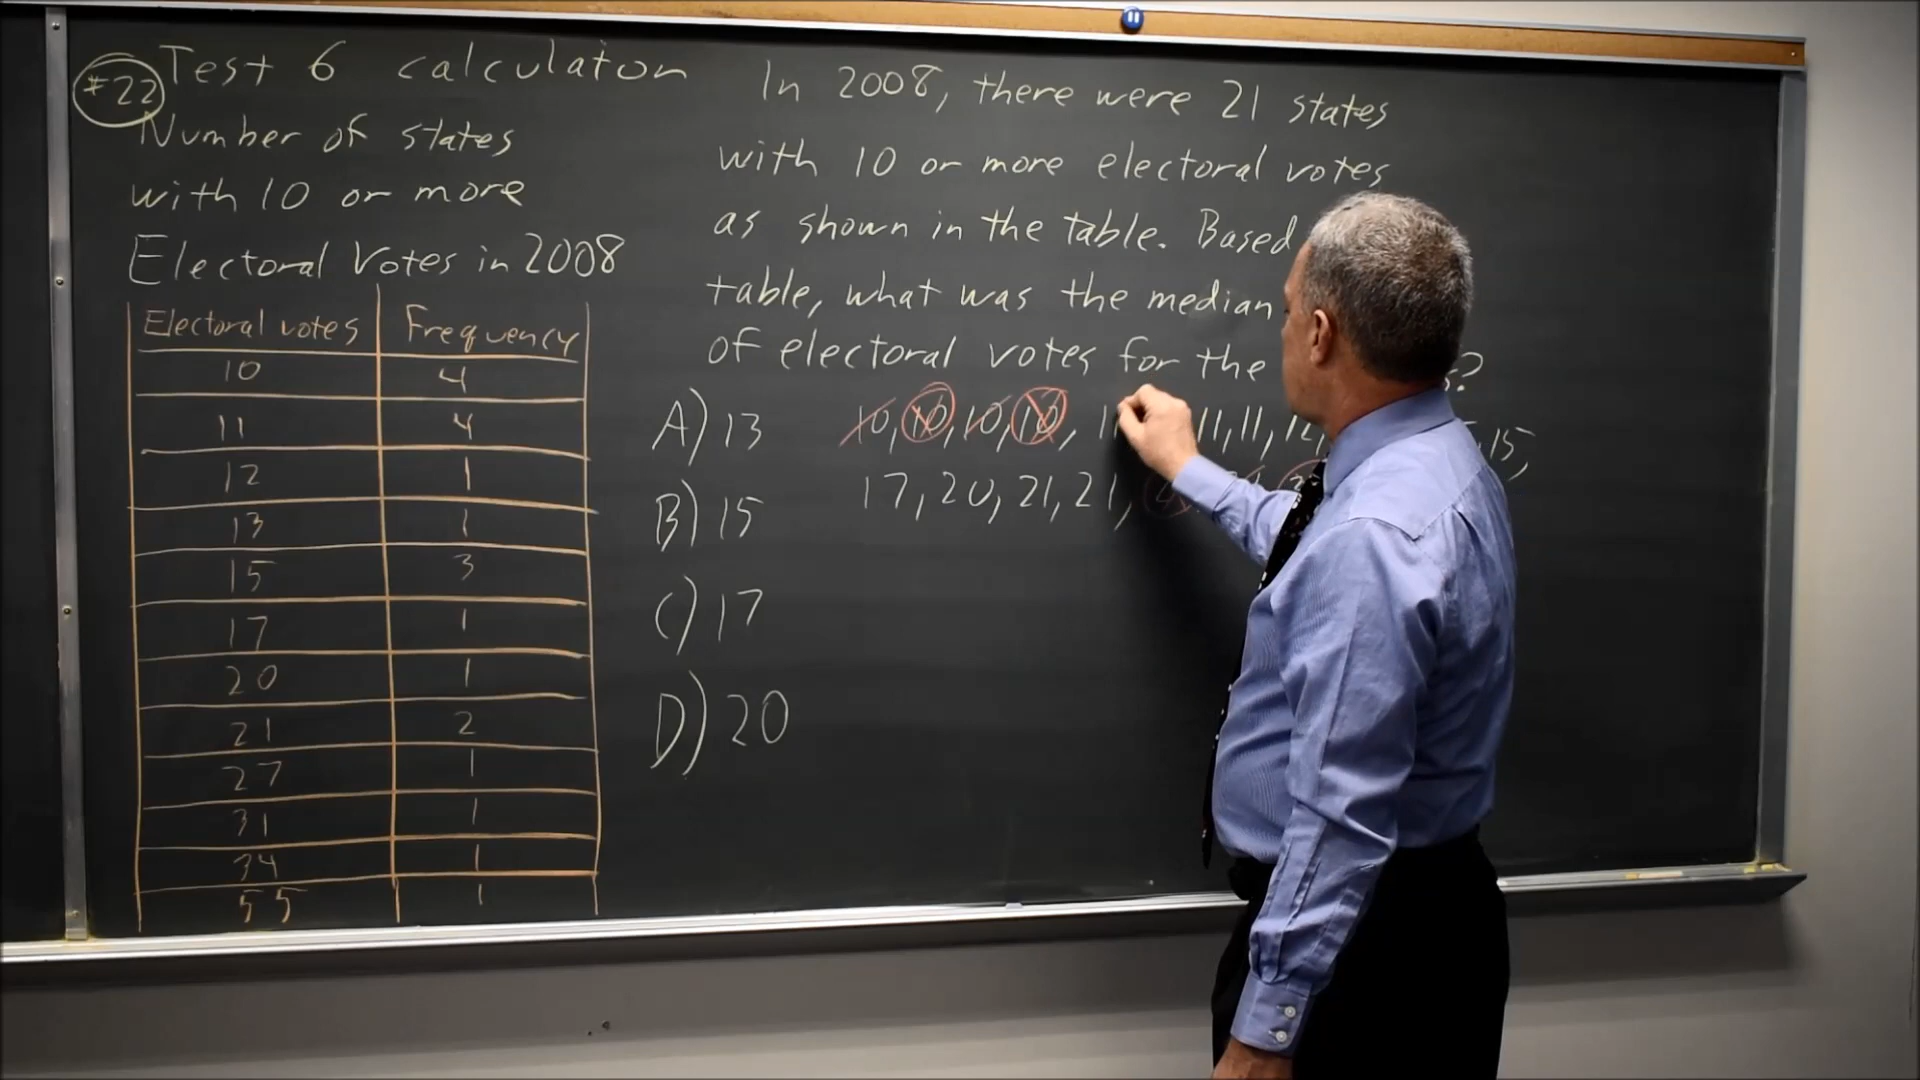 #22 Test 6 calculaton
Number of states
with 10 or more
Electoral Votes in 2008
Electoral votes Frequency
10 4
11 4
12 1
13 1
15 3
17 1
20 1
21 2
27 1
31 1
34 1
55 1
In 2008, there were 21 states
with 10 or more electoral votes
as shown in the table. Based
table, what was the median
of electoral votes for the s?
A) 13
B) 15
C) 17
D) 20
10, 10, 10, 10, 11, 11, 12, 15,
17, 20, 21, 21,